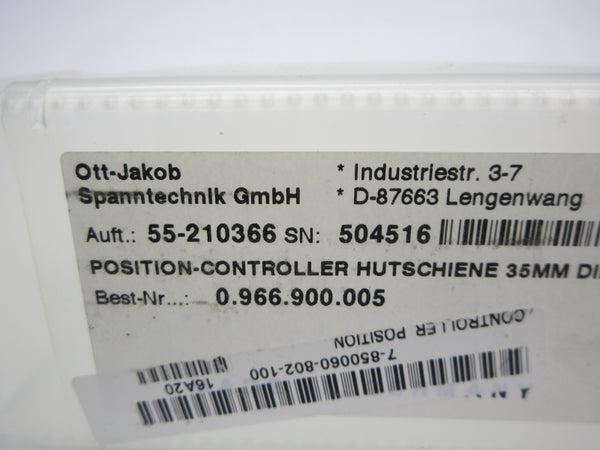 Ott-Jakob * Industriestr. 3-7
Spanntechnik GmbH * D-87663 Lengenwang
Auft.: 55-210366 SN: 504516
POSITION-CONTROLLER HUTSCHIENE 35MM
Best-Nr...: 0.966.900.005
CONTROLLER POSITION
7-850060-802-100
16A20